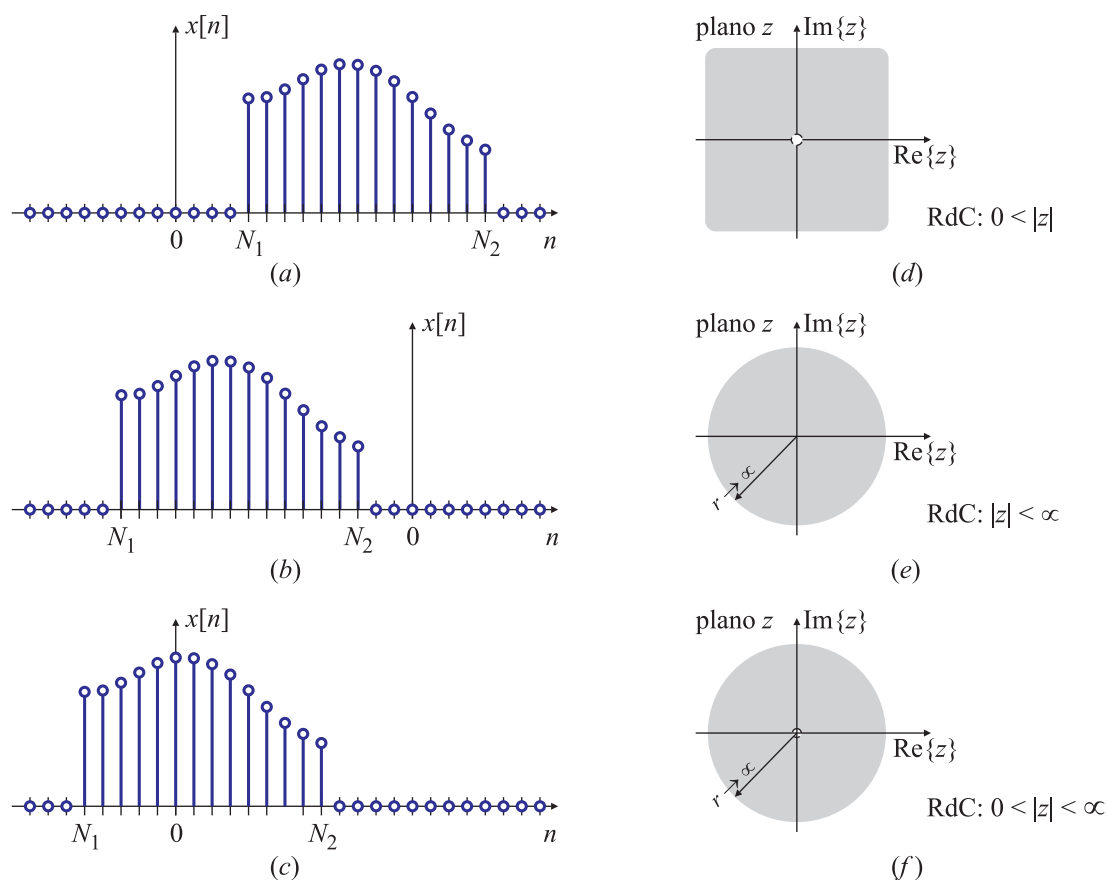 x[n]
0
N₁
N₂
n
(a)
plano z
Im{z}
Re{z}
RdC: 0 < |z|
(d)
x[n]
N₁
N₂
0
n
(b)
plano z
Im{z}
Re{z}
r → ∝
RdC: |z| < ∝
(e)
x[n]
N₁
0
N₂
n
(c)
plano z
Im{z}
Re{z}
r → ∝
RdC: 0 < |z| < ∝
(f)